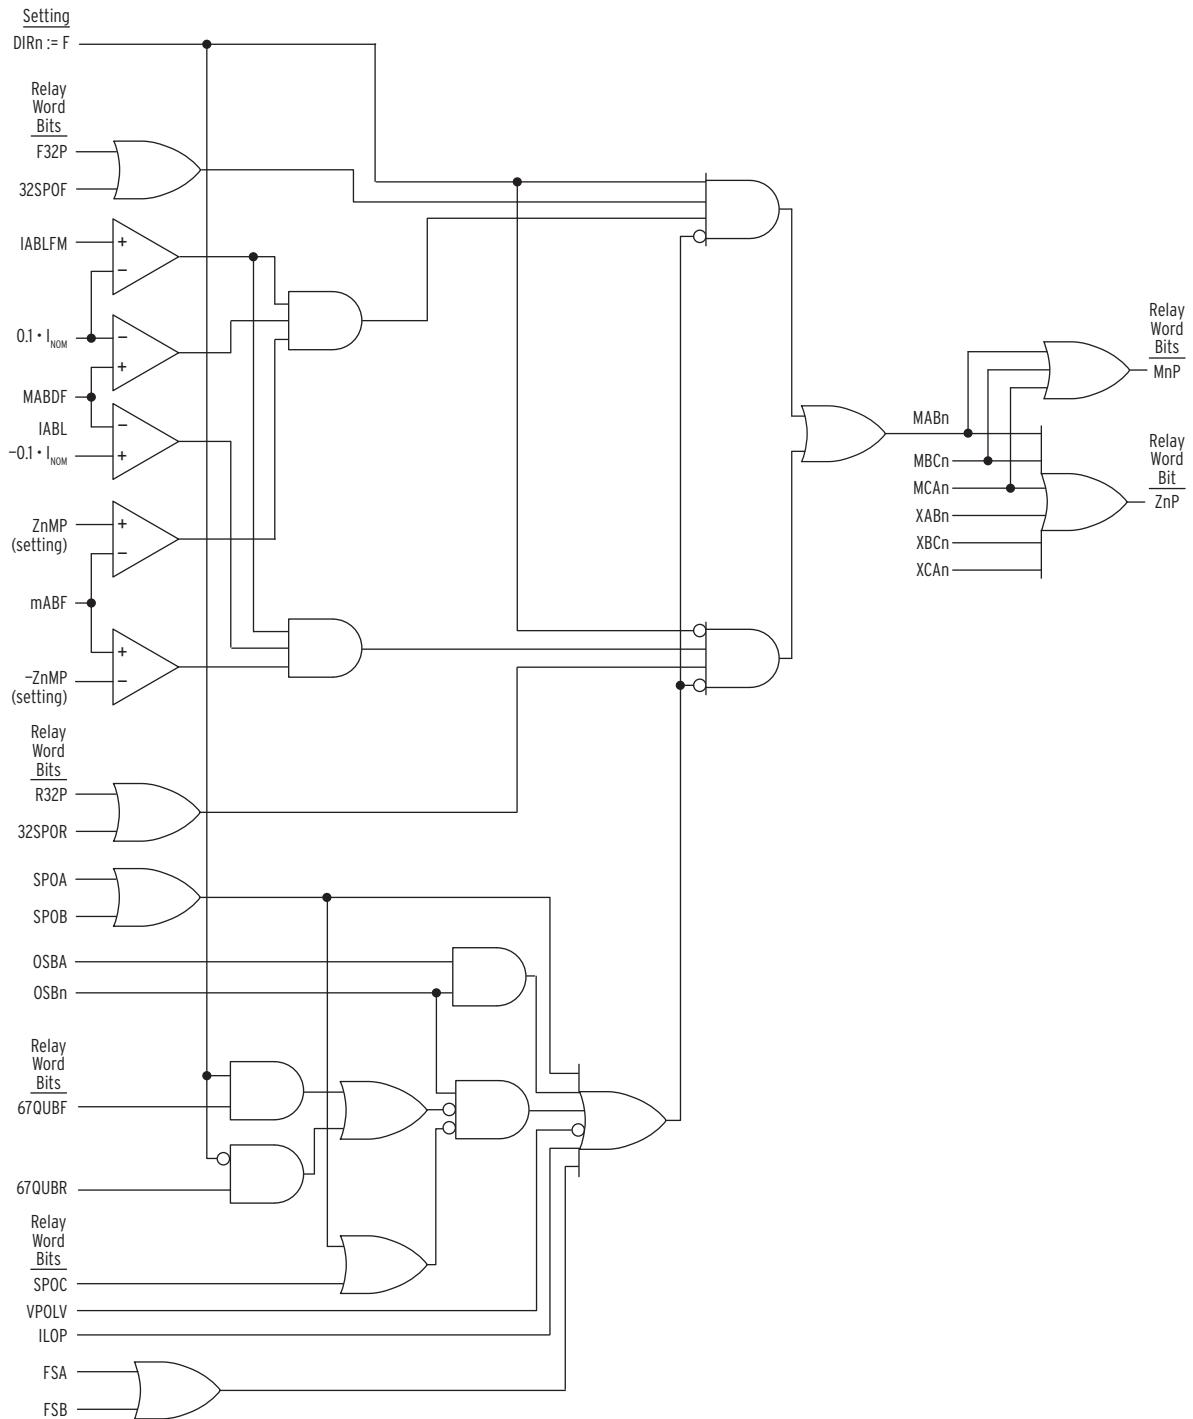 Setting
DIRn := F
Relay
Word
Bits
F32P
32SPOF
IABLFM
+
−
0.1 • INOM
−
+
MABDF
IABL
−
−0.1 • INOM
+
ZnMP
(setting)
+
−
mABF
+
−ZnMP
(setting)
−
Relay
Word
Bits
R32P
32SPOR
SPOA
SPOB
OSBA
OSBn
Relay
Word
Bits
67QUBF
67QUBR
Relay
Word
Bits
SPOC
VPOLV
ILOP
FSA
FSB
MABn
MBCn
MCAn
XABn
XBCn
XCAn
Relay
Word
Bits
MnP
Relay
Word
Bit
ZnP